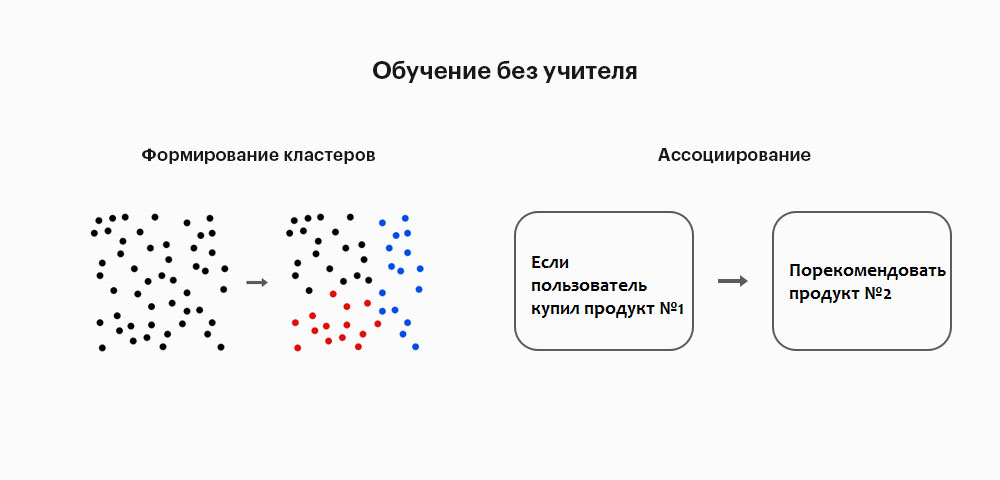 Обучение без учителя
Формирование кластеров
Ассоциирование
Если
пользователь
купил продукт №1
Порекомендовать
продукт №2